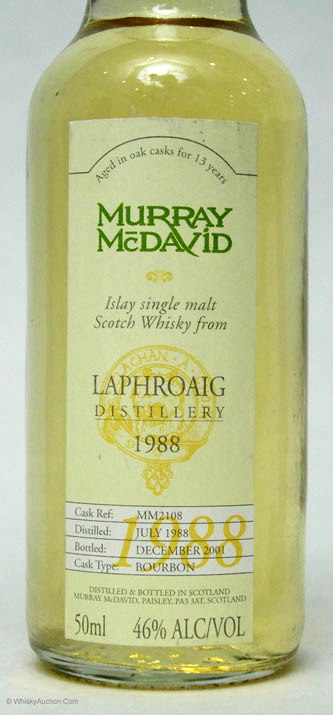 Aged in oak casks for 13 years
MURRAY
McDAVID
Islay single malt
Scotch Whisky from
ACHAN · A
LAPHROAIG
DISTILLERY
1988
1988
Cask Ref: MM2108
Distilled: JULY 1988
Bottled: DECEMBER 2001
Cask Type: BOURBON
DISTILLED & BOTTLED IN SCOTLAND
MURRAY McDAVID, PAISLEY, PA3 3AT, SCOTLAND
50ml 46% ALC/VOL
© WhiskyAuction.Com